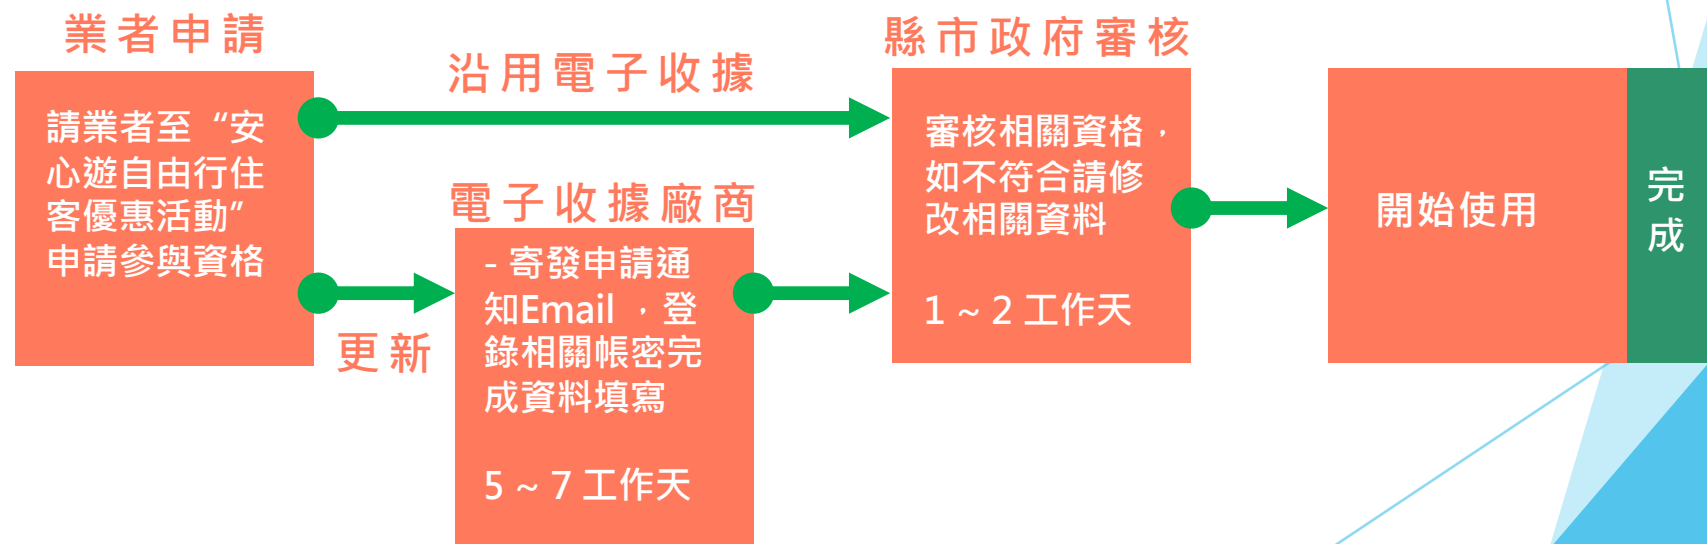 業者申請
請業者至“安
心遊自由行住
客優惠活動”
申請參與資格
沿用電子收據
更新
電子收據廠商
- 寄發申請通
知Email ，登
錄相關帳密完
成資料填寫
5 ~ 7 工作天
縣市政府審核
審核相關資格，
如不符合請修
改相關資料
1 ~ 2 工作天
開始使用
完
成